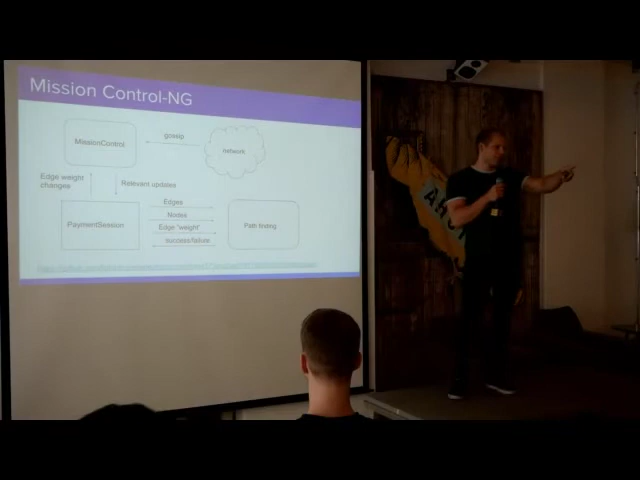 Mission Control-NG
gossip
MissionControl
network
Edge weight
changes
Relevant updates
Edges
Nodes
PaymentSession
Edge "weight"
Path finding
success/failure